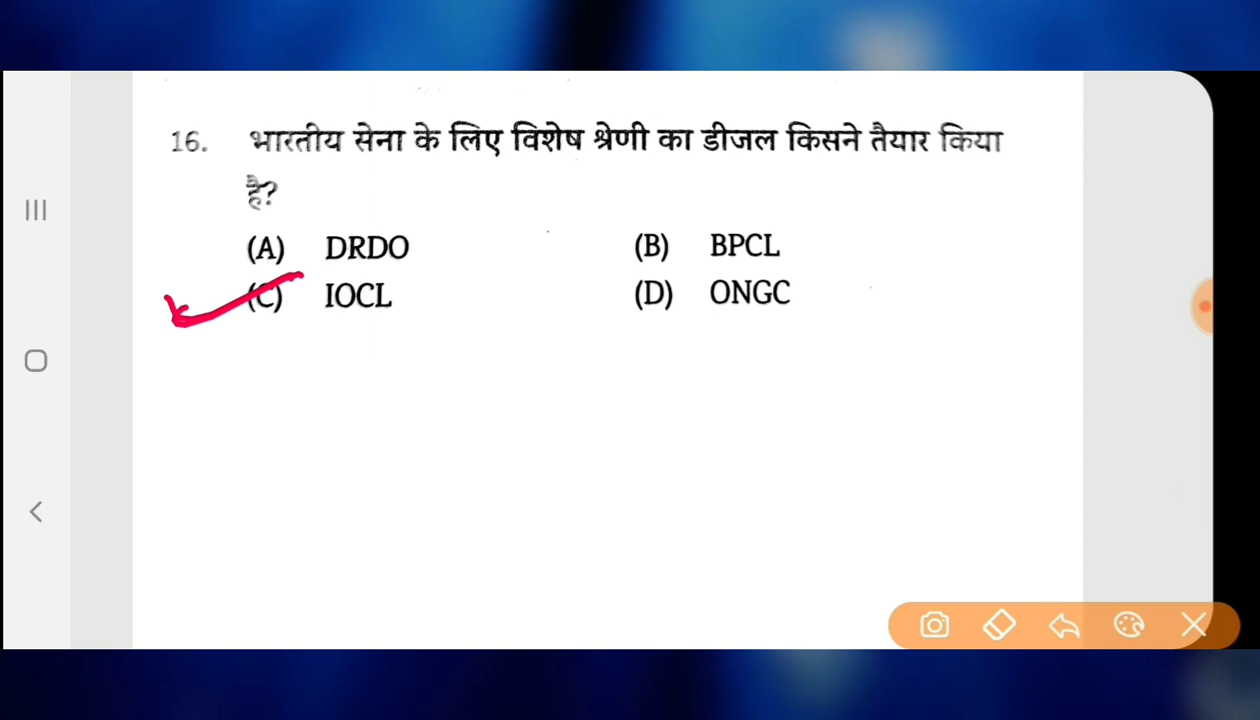 16. भारतीय सेना के लिए विशेष श्रेणी का डीजल किसने तैयार किया
है?
(A) DRDO (B) BPCL
(C) IOCL (D) ONGC